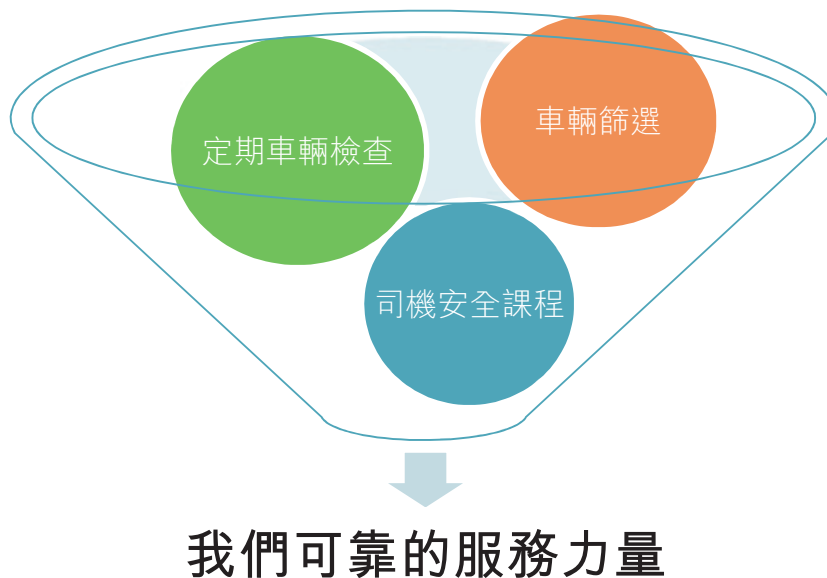 車輛篩選
定期車輛檢查
司機安全課程
我們可靠的服務力量